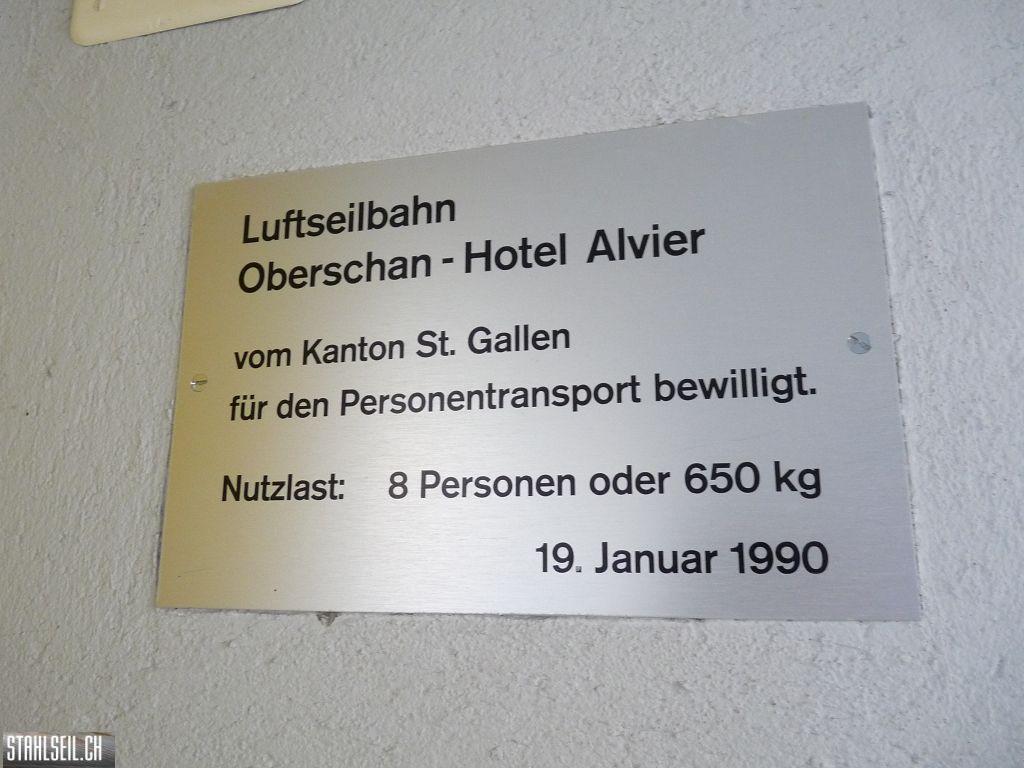 Luftseilbahn
Oberschan - Hotel Alvier
vom Kanton St. Gallen
für den Personentransport bewilligt.
Nutzlast: 8 Personen oder 650 kg
19. Januar 1990
STAHLSEIL.CH